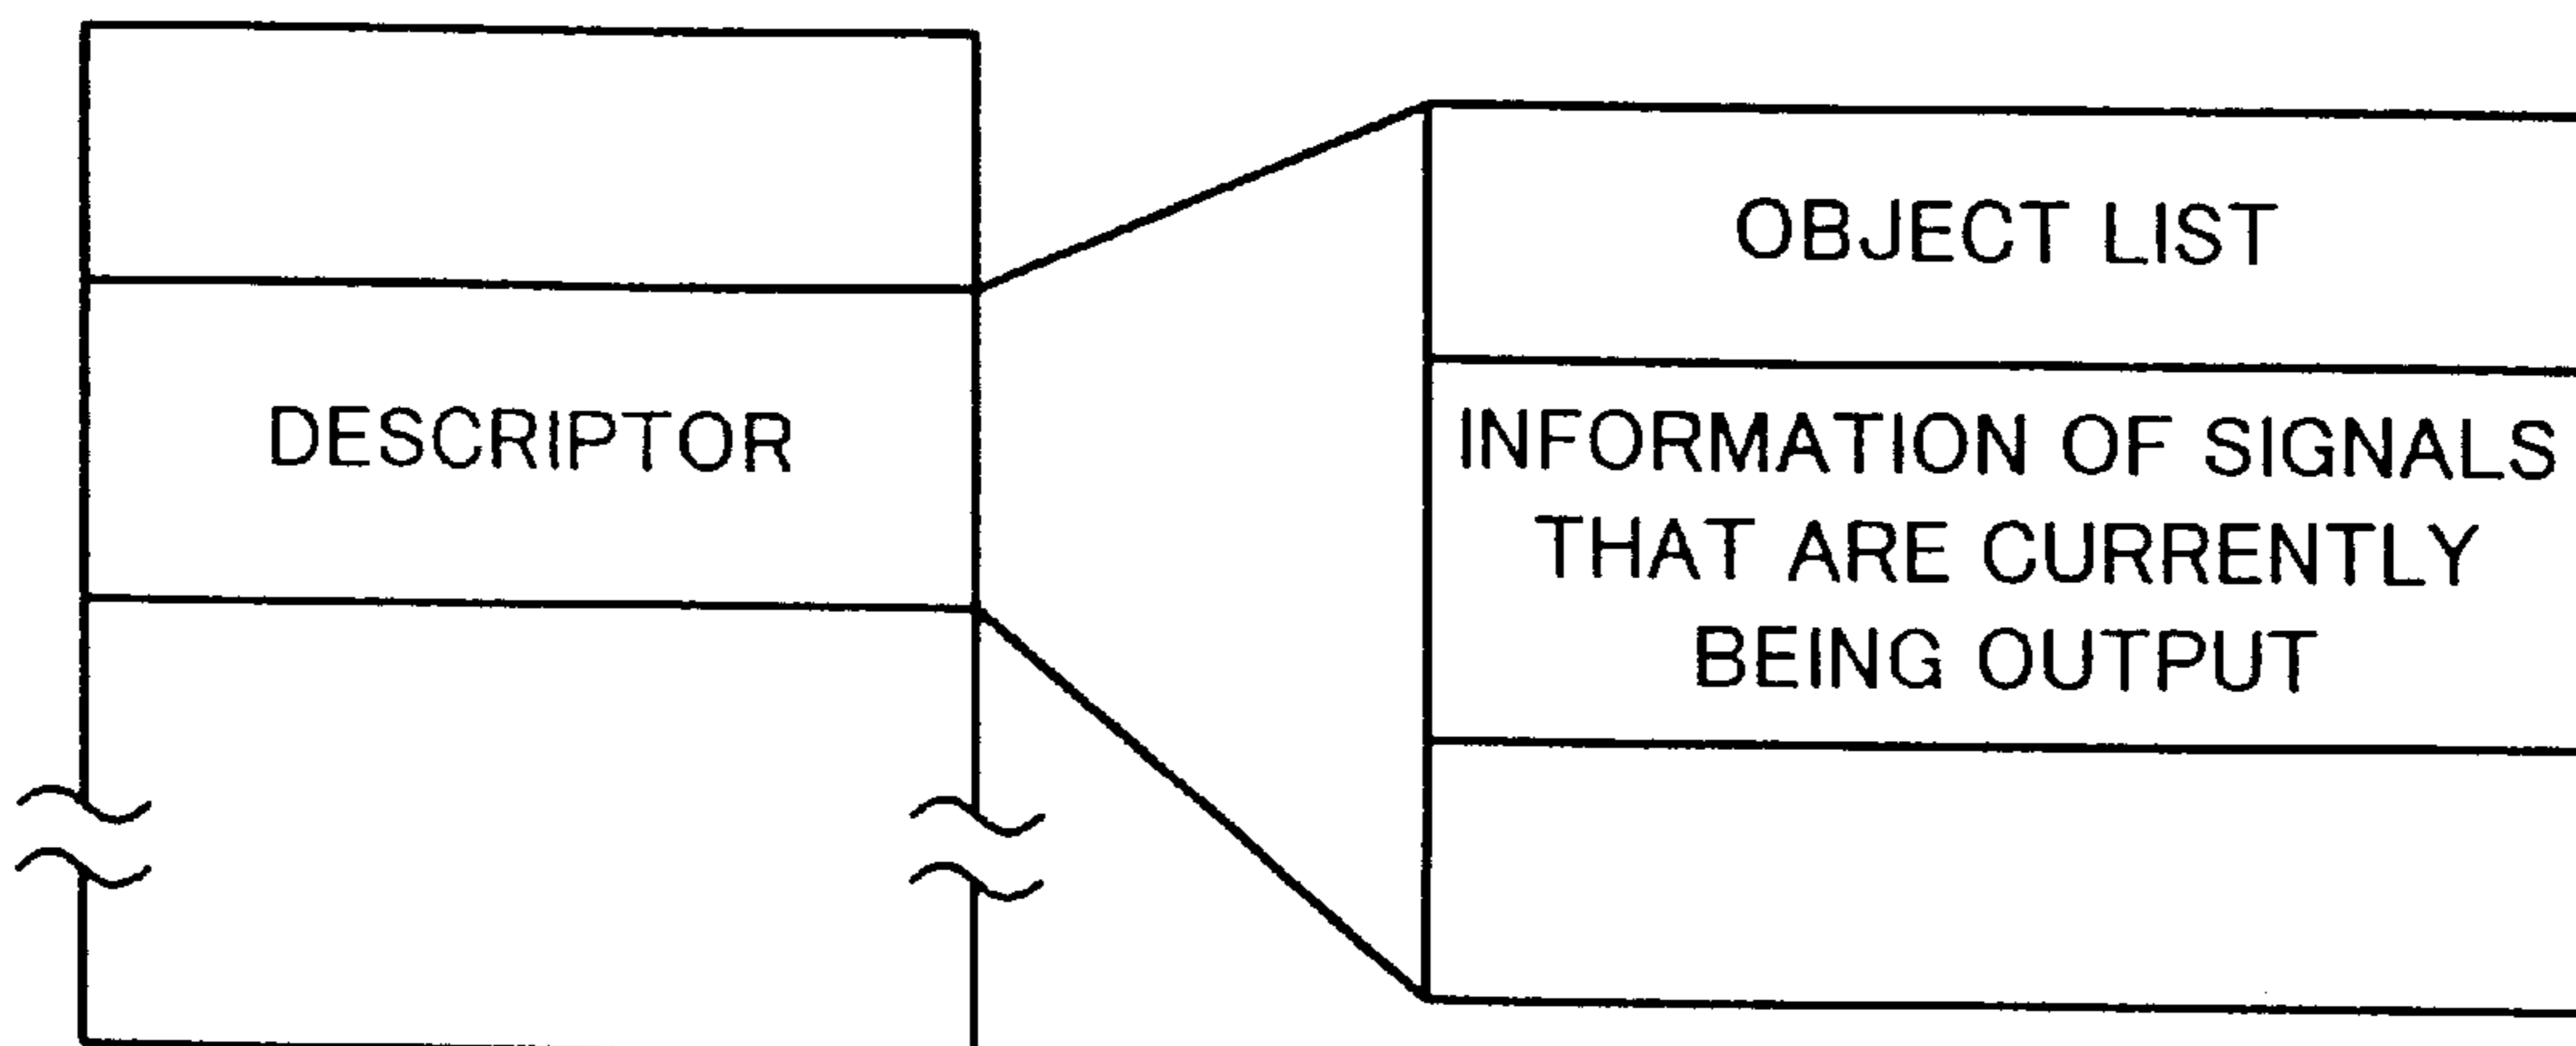 DESCRIPTOR
OBJECT LIST
INFORMATION OF SIGNALS
THAT ARE CURRENTLY
BEING OUTPUT